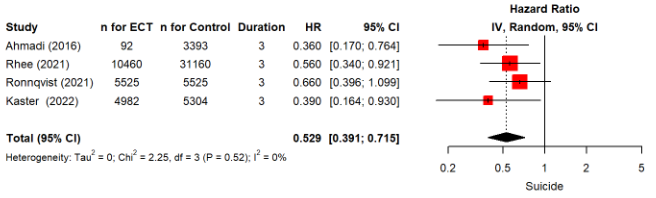 Hazard Ratio
Study n for ECT n for Control Duration HR 95% CI IV, Random, 95% CI
Ahmadi (2016) 92 3393 3 0.360 [0.170; 0.764]
Rhee (2021) 10460 31160 3 0.560 [0.340; 0.921]
Ronnqvist (2021) 5525 5525 3 0.660 [0.396; 1.099]
Kaster (2022) 4982 5304 3 0.390 [0.164; 0.930]
Total (95% CI) 0.529 [0.391; 0.715]
Heterogeneity: Tau² = 0; Chi² = 2.25, df = 3 (P = 0.52); I² = 0%
0.2 0.5 1 2 5
Suicide